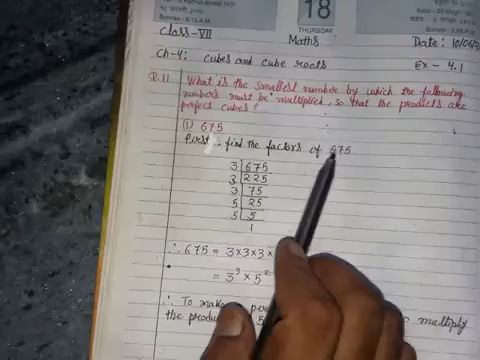 18
THURSDAY
class-VII Maths Date: 10/06/
Ch-4: cubes and cube roots Ex-4.1
Q.11 What is the smallest number by which the following
numbers must be multiplied, so that the products are
perfect cubes?
(i) 675
First, find the factors of 675
3 675
3 225
3 75
5 25
5 5
1
∴ 675 = 3×3×3×
= 3³ × 5²
∴ To make
the produ multiply